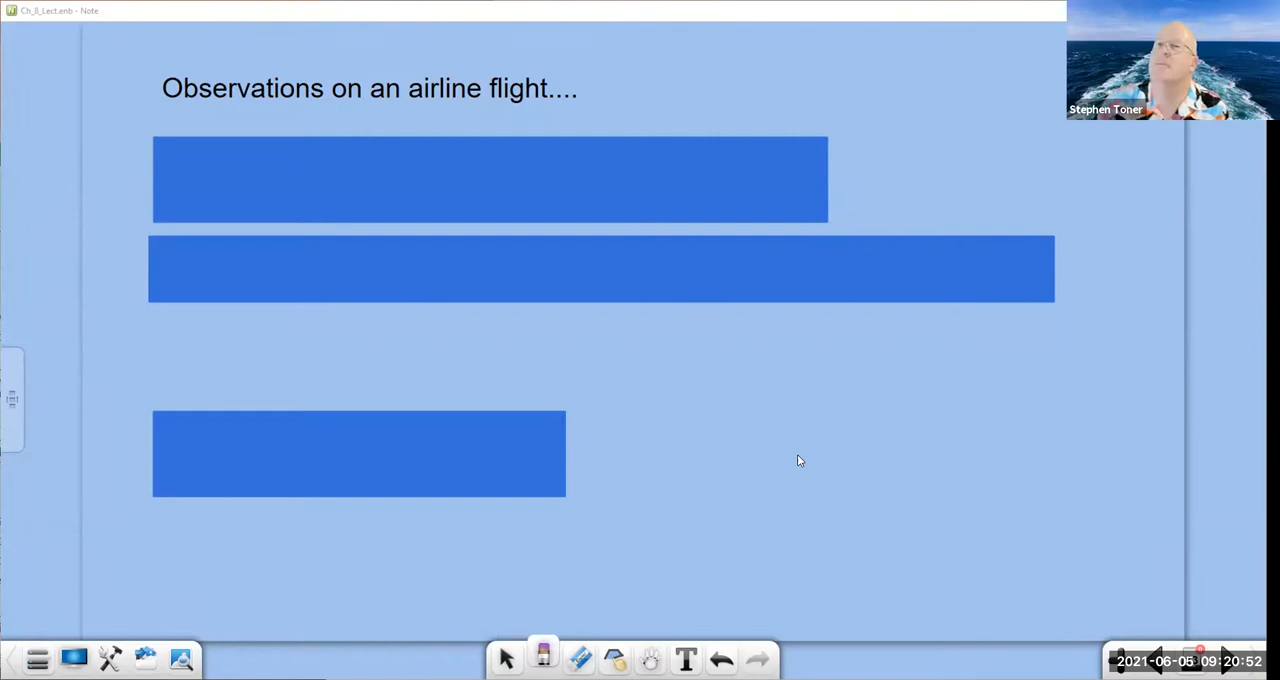 Ch_8_Lect.enb - Note
Stephen Toner
Observations on an airline flight....
T
2021-06-05 09:20:52